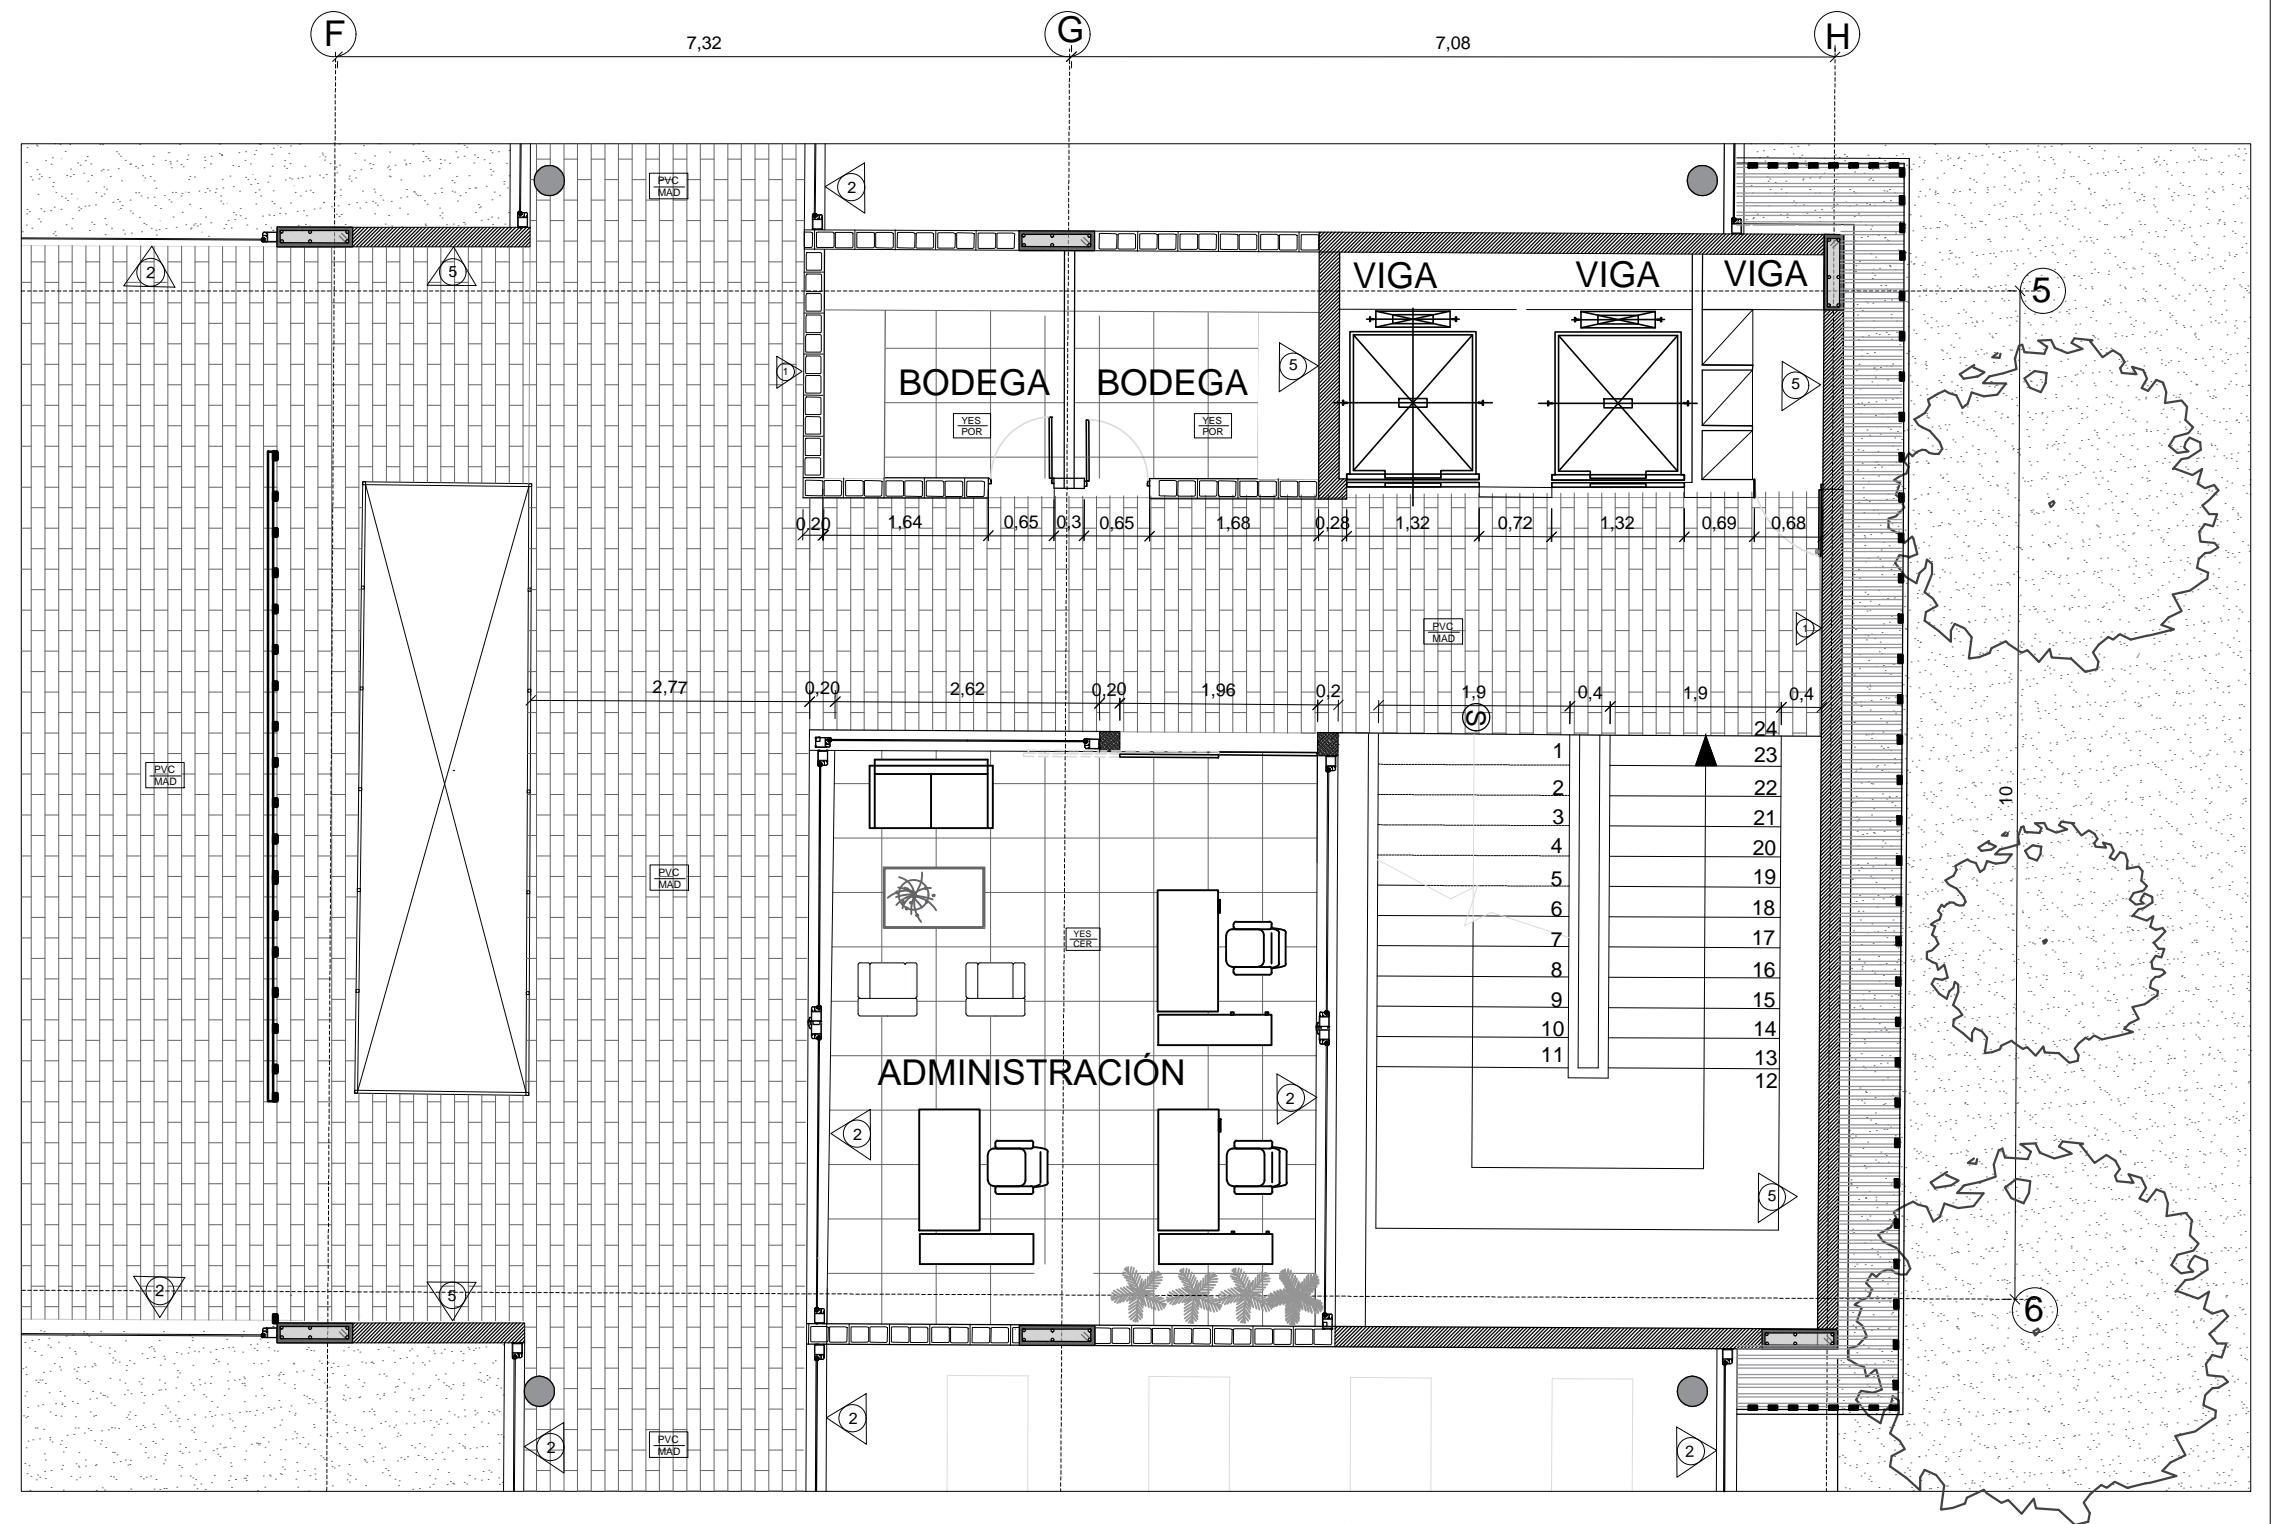 F
G
H
7,32
7,08
PVC
MAD
2
2
5
VIGA
VIGA
VIGA
5
1
5
5
BODEGA
BODEGA
YES
POR
YES
POR
0,20
1,64
0,65
0,3
0,65
1,68
0,28
1,32
0,72
1,32
0,69
0,68
PVC
MAD
1
2,77
0,20
2,62
0,20
1,96
0,2
1,9
0,4
1,9
0,4
S
24
1
23
2
22
3
21
4
20
5
19
6
18
7
17
8
16
9
15
10
14
11
13
12
10
PVC
MAD
PVC
MAD
YES
CER
ADMINISTRACIÓN
2
2
5
2
5
6
2
2
2
PVC
MAD